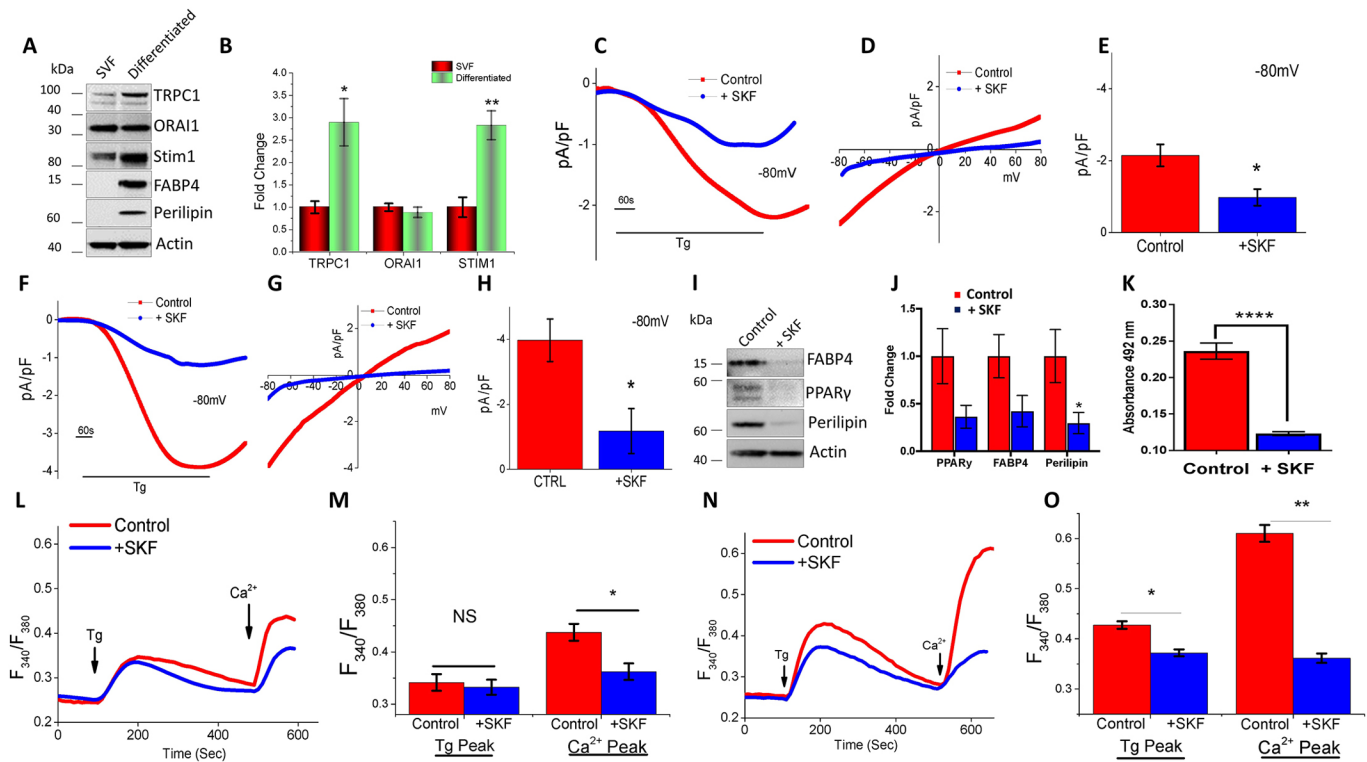 A
SVF
Differentiated
kDa
100
40
30
80
15
60
40
TRPC1
ORAI1
Stim1
FABP4
Perilipin
Actin
B
SVF
Differentiated
Fold Change
4.0
3.5
3.0
2.5
2.0
1.5
1.0
0.5
0.0
*
**
TRPC1 ORAI1 STIM1
C
Control
+ SKF
pA/pF
0
-1
-2
-80mV
60s
Tg
D
Control
+ SKF
pA/pF
2
-2
-80 -60 -40 -20 0 20 40 60 80
mV
E
-80mV
pA/pF
-4
-2
0
*
Control +SKF
F
Control
+ SKF
pA/pF
0
-1
-2
-3
-4
-80mV
60s
Tg
G
Control
+ SKF
pA/pF
2
0
-2
-4
-80 -60 -40 -20 0 20 40 60 80
mV
H
-80mV
pA/pF
-4
-2
0
*
CTRL +SKF
I
kDa
Control
+ SKF
15
60
60
40
FABP4
PPARγ
Perilipin
Actin
J
Control
+ SKF
Fold Change
1.5
1.0
0.5
0.0
*
PPARγ FABP4 Perilipin
K
Absorbance 492 nm
0.30
0.25
0.20
0.15
0.10
****
Control + SKF
L
Control
+SKF
F340/F380
0.6
0.5
0.4
0.3
0.2
Tg
Ca2+
0 200 400 600
Time (Sec)
M
F340/F380
0.6
0.5
0.4
0.3
NS
*
Control +SKF Control +SKF
Tg Peak Ca2+ Peak
N
Control
+SKF
F340/F380
0.6
0.5
0.4
0.3
0.2
Tg
Ca2+
0 200 400 600
Time (Sec)
O
F340/F380
0.6
0.5
0.4
0.3
*
**
Control +SKF Control +SKF
Tg Peak Ca2+ Peak